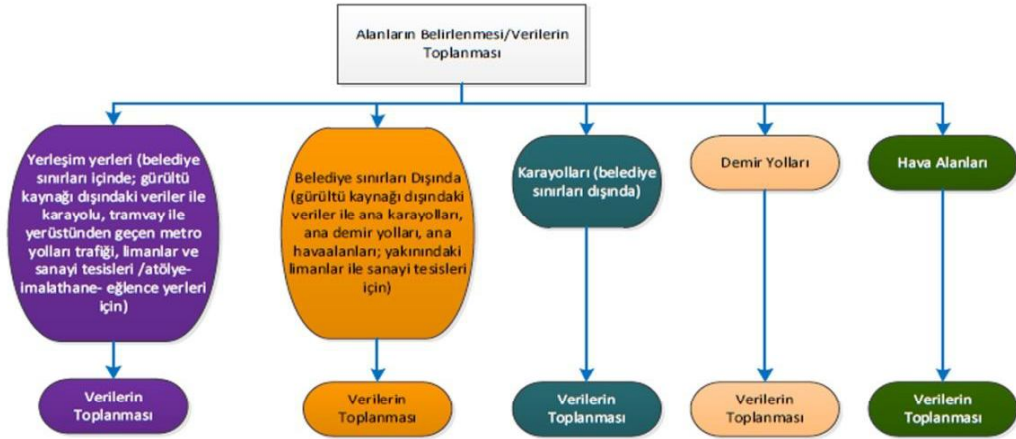 Alanların Belirlenmesi/Verilerin
Toplanması
Yerleşim yerleri (belediye
sınırları içinde; gürültü
kaynağı dışındaki veriler ile
karayolu, tramvay ile
yerüstünden geçen metro
yolları trafiği, limanlar ve
sanayi tesisleri /atölye-
imalathane- eğlence yerleri
için)
Belediye sınırları Dışında
(gürültü kaynağı dışındaki
veriler ile ana karayolları,
ana demir yolları, ana
havaalanları; yakınındaki
limanlar ile sanayi tesisleri
için)
Karayolları (belediye
sınırları dışında)
Demir Yolları
Hava Alanları
Verilerin
Toplanması
Verilerin
Toplanması
Verilerin
Toplanması
Verilerin
Toplanması
Verilerin
Toplanması